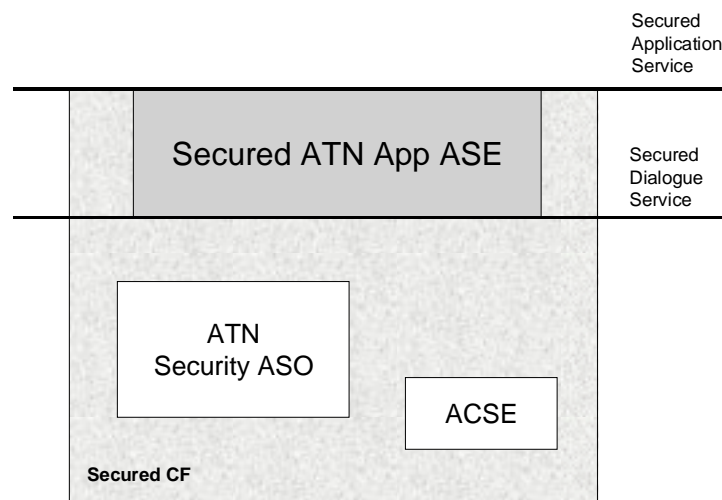 Secured
Application
Service
Secured ATN App ASE
Secured
Dialogue
Service
ATN
Security ASO
ACSE
Secured CF